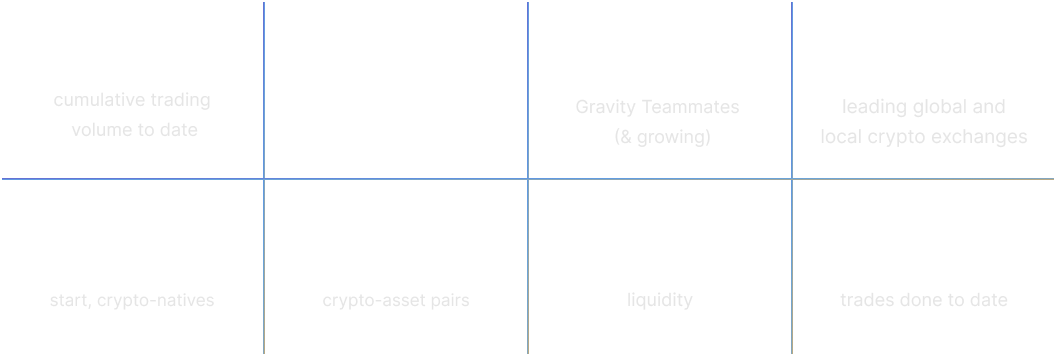 cumulative trading
volume to date
Gravity Teammates
(& growing)
leading global and
local crypto exchanges
start, crypto-natives
crypto-asset pairs
liquidity
trades done to date